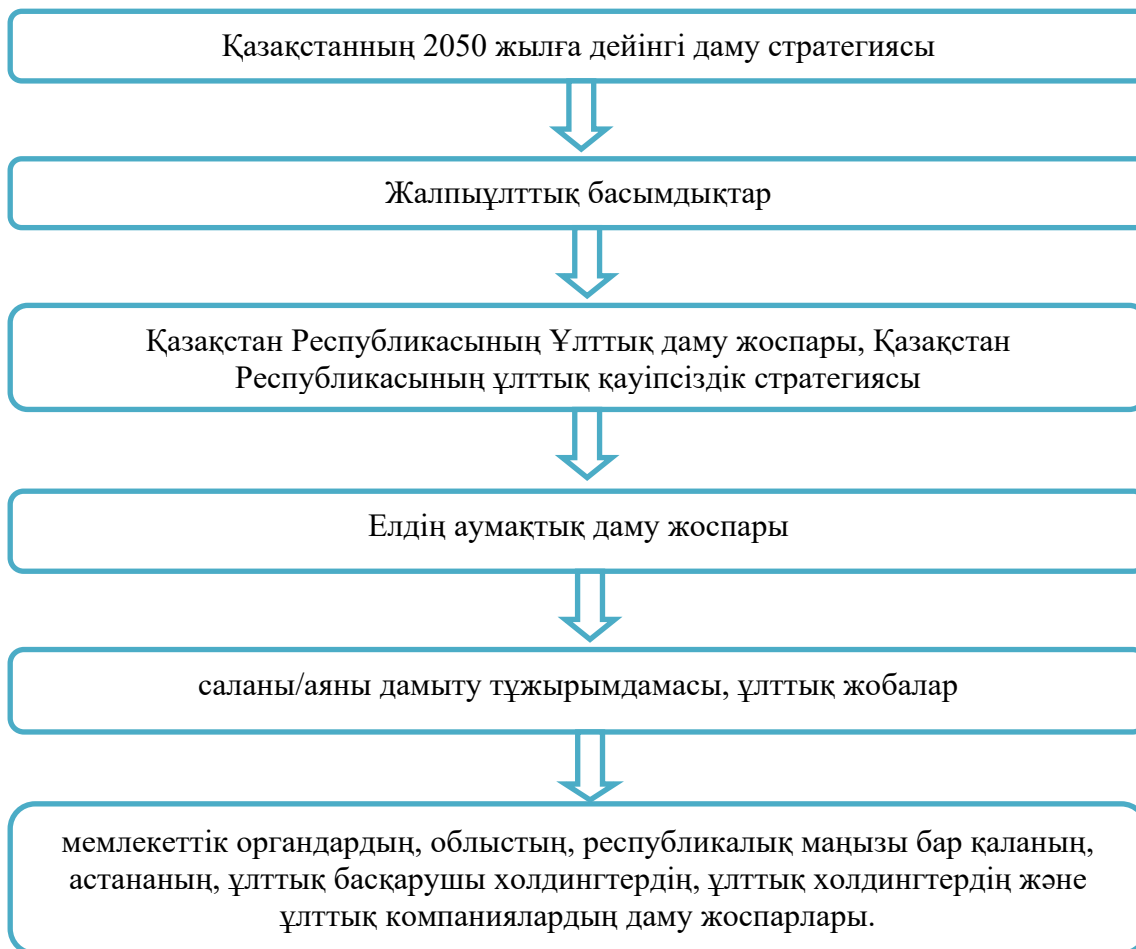 Қазақстанның 2050 жылға дейінгі даму стратегиясы
Жалпыұлттық басымдықтар
Қазақстан Республикасының Ұлттық даму жоспары, Қазақстан
Республикасының ұлттық қауіпсіздік стратегиясы
Елдің аумақтық даму жоспары
саланы/аяны дамыту тұжырымдамасы, ұлттық жобалар
мемлекеттік органдардың, облыстың, республикалық маңызы бар қаланың,
астананың, ұлттық басқарушы холдингтердің, ұлттық холдингтердің және
ұлттық компаниялардың даму жоспарлары.